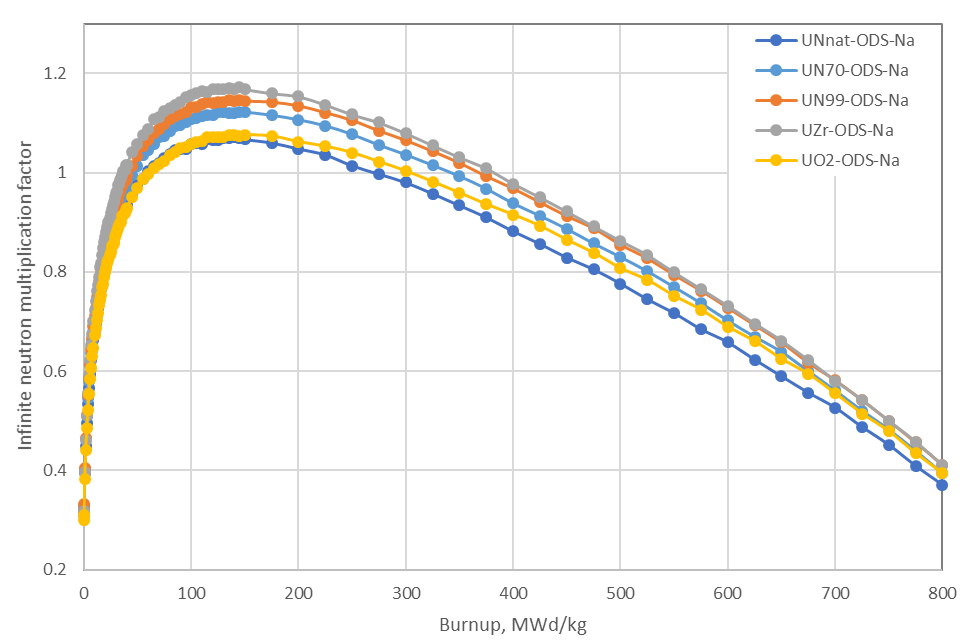 UNnat-ODS-Na
UN70-ODS-Na
UN99-ODS-Na
UZr-ODS-Na
UO2-ODS-Na
Infinite neutron multiplication factor
1.2
1
0.8
0.6
0.4
0.2
0 100 200 300 400 500 600 700 800
Burnup, MWd/kg